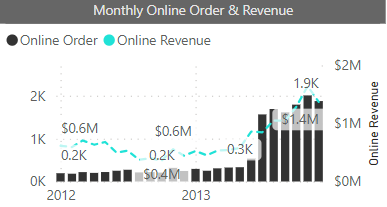 Monthly Online Order & Revenue
Online Order Online Revenue
$2M
1.9K
2K
$0.6M $0.6M $1.4M $1M
1K
0.2K 0.2K 0.3K
$0.4M
0K $0M
2012 2013
Online Revenue